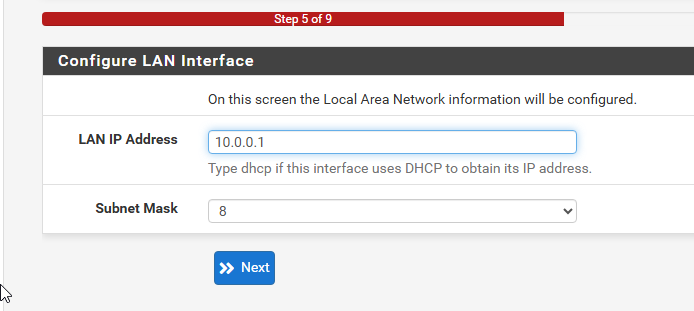 Step 5 of 9
Configure LAN Interface
On this screen the Local Area Network information will be configured.
LAN IP Address
10.0.0.1
Type dhcp if this interface uses DHCP to obtain its IP address.
Subnet Mask
8
Next